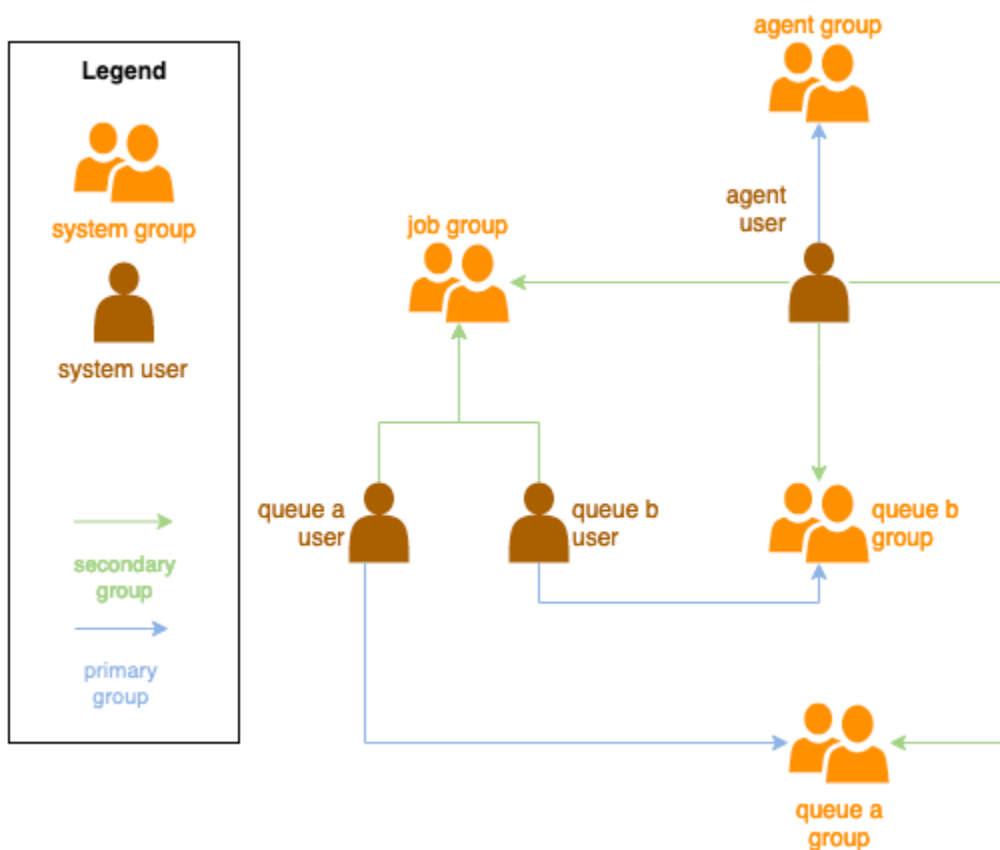 Legend
system group
system user
secondary
group
primary
group
agent group
agent
user
job group
queue a
user
queue b
user
queue b
group
queue a
group